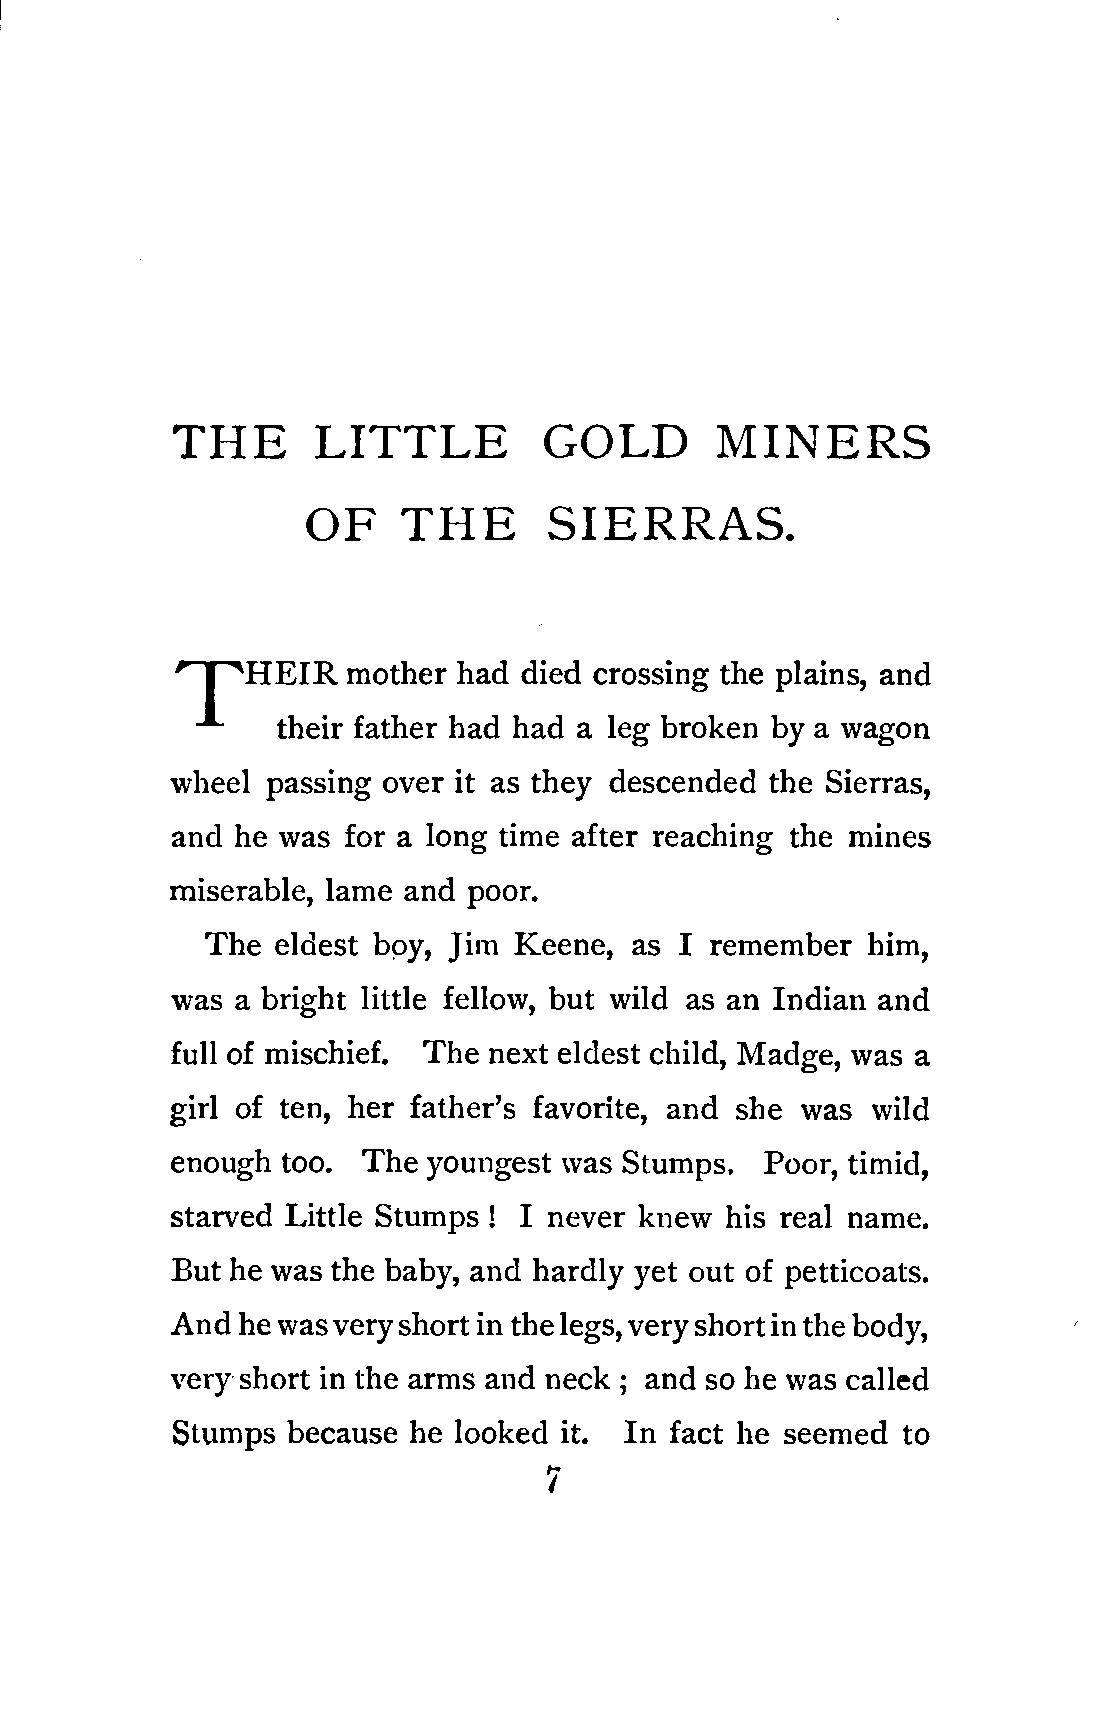 THE LITTLE GOLD MINERS
OF THE SIERRAS.
THEIR mother had died crossing the plains, and
their father had had a leg broken by a wagon
wheel passing over it as they descended the Sierras,
and he was for a long time after reaching the mines
miserable, lame and poor.
The eldest boy, Jim Keene, as I remember him,
was a bright little fellow, but wild as an Indian and
full of mischief. The next eldest child, Madge, was a
girl of ten, her father's favorite, and she was wild
enough too. The youngest was Stumps. Poor, timid,
starved Little Stumps ! I never knew his real name.
But he was the baby, and hardly yet out of petticoats.
And he was very short in the legs, very short in the body,
very short in the arms and neck ; and so he was called
Stumps because he looked it. In fact he seemed to
7